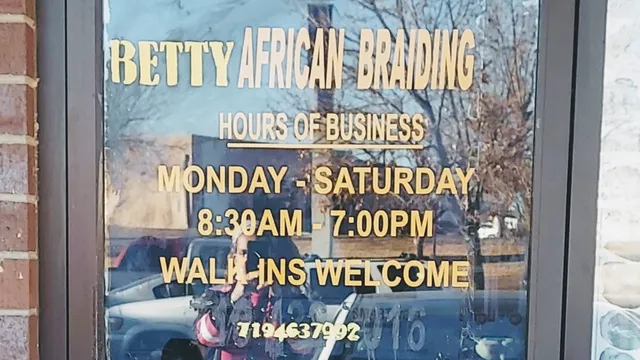 BETTY AFRICAN BRAIDING
HOURS OF BUSINESS
MONDAY - SATURDAY
8:30AM - 7:00PM
WALK-INS WELCOME
7194637992